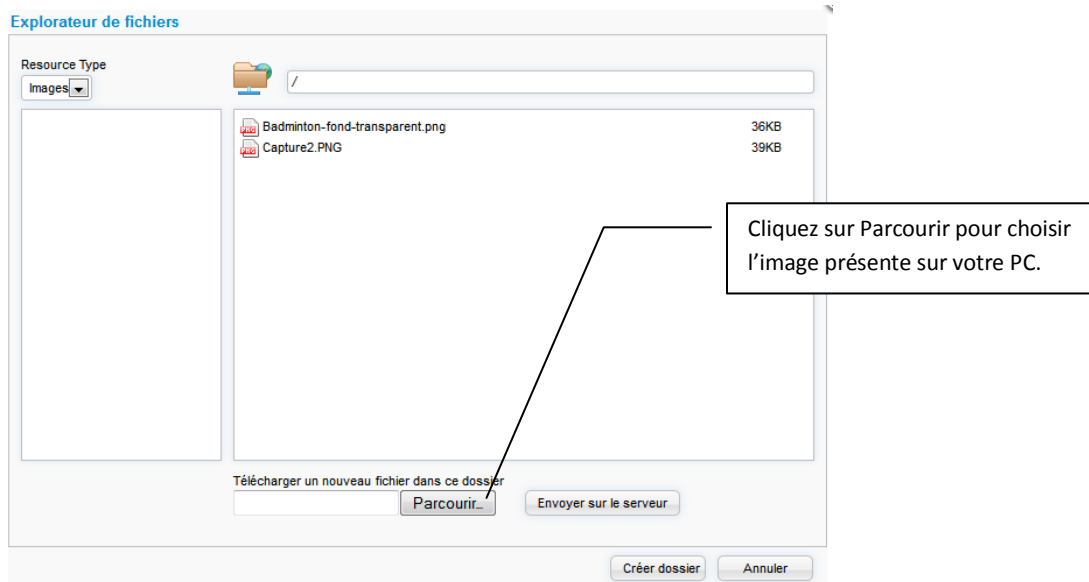 Explorateur de fichiers
Resource Type
Images
/
Badminton-fond-transparent.png 36KB
Capture2.PNG 39KB
Cliquez sur Parcourir pour choisir
l’image présente sur votre PC.
Télécharger un nouveau fichier dans ce dossier
Parcourir... Envoyer sur le serveur
Créer dossier Annuler